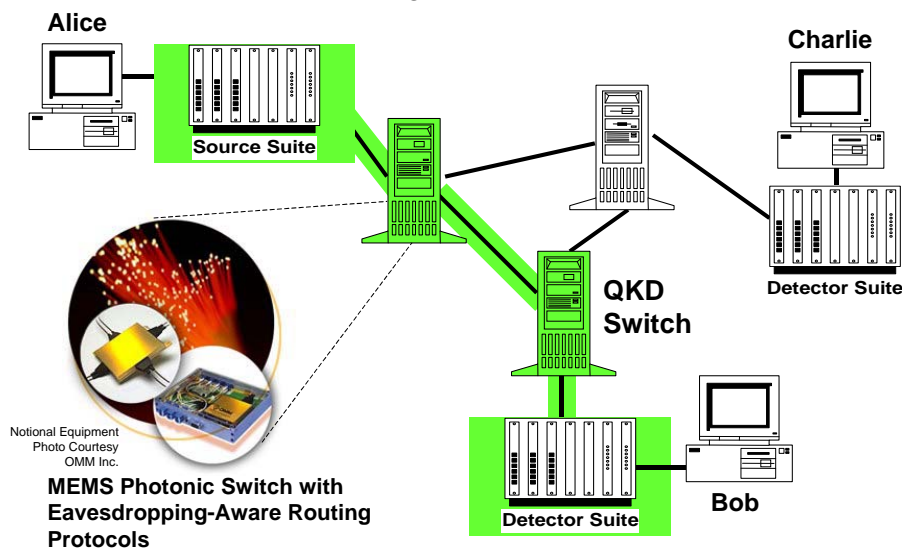 Alice
Charlie
Source Suite
QKD
Switch
Detector Suite
Notional Equipment
Photo Courtesy
OMM Inc.
MEMS Photonic Switch with
Eavesdropping-Aware Routing
Protocols
Detector Suite
Bob